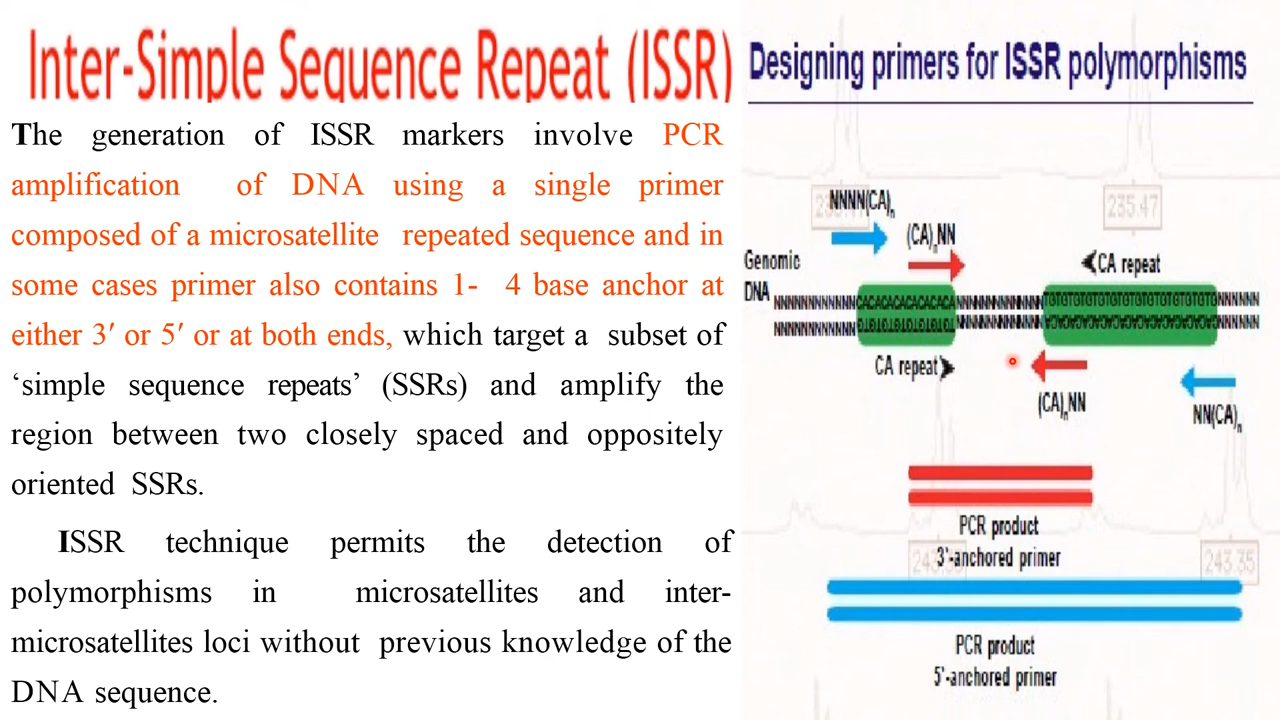 Inter-Simple Sequence Repeat (ISSR)
The generation of ISSR markers involve PCR
amplification of DNA using a single primer
composed of a microsatellite repeated sequence and in
some cases primer also contains 1- 4 base anchor at
either 3′ or 5′ or at both ends, which target a subset of
‘simple sequence repeats’ (SSRs) and amplify the
region between two closely spaced and oppositely
oriented SSRs.
ISSR technique permits the detection of
polymorphisms in microsatellites and inter-
microsatellites loci without previous knowledge of the
DNA sequence.
Designing primers for ISSR polymorphisms
235.47
NNNN(CA)n
(CA)nNN
Genomic
DNA
CA repeat
CA repeat
(CA)nNN
NN(CA)n
PCR product
3'-anchored primer
243.35
PCR product
5'-anchored primer